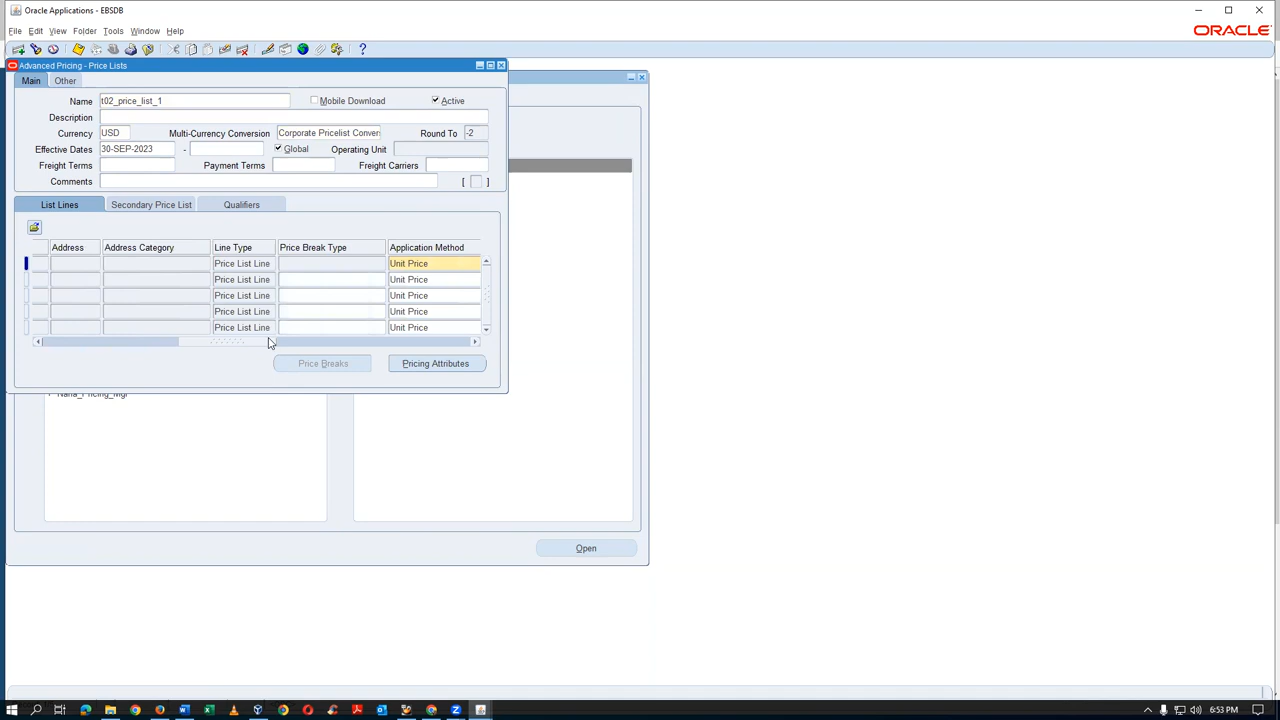 Oracle Applications - EBSDB
File Edit View Folder Tools Window Help
ORACLE
Advanced Pricing - Price Lists
Main Other
Name t02_price_list_1 Mobile Download Active
Description
Currency USD Multi-Currency Conversion Corporate Pricelist Conver Round To -2
Effective Dates 30-SEP-2023 - Global Operating Unit
Freight Terms Payment Terms Freight Carriers
Comments [ ]
List Lines Secondary Price List Qualifiers
Address Address Category Line Type Price Break Type Application Method
Price List Line Unit Price
Price List Line Unit Price
Price List Line Unit Price
Price List Line Unit Price
Price List Line Unit Price
Price Breaks Pricing Attributes
Open
6:53 PM